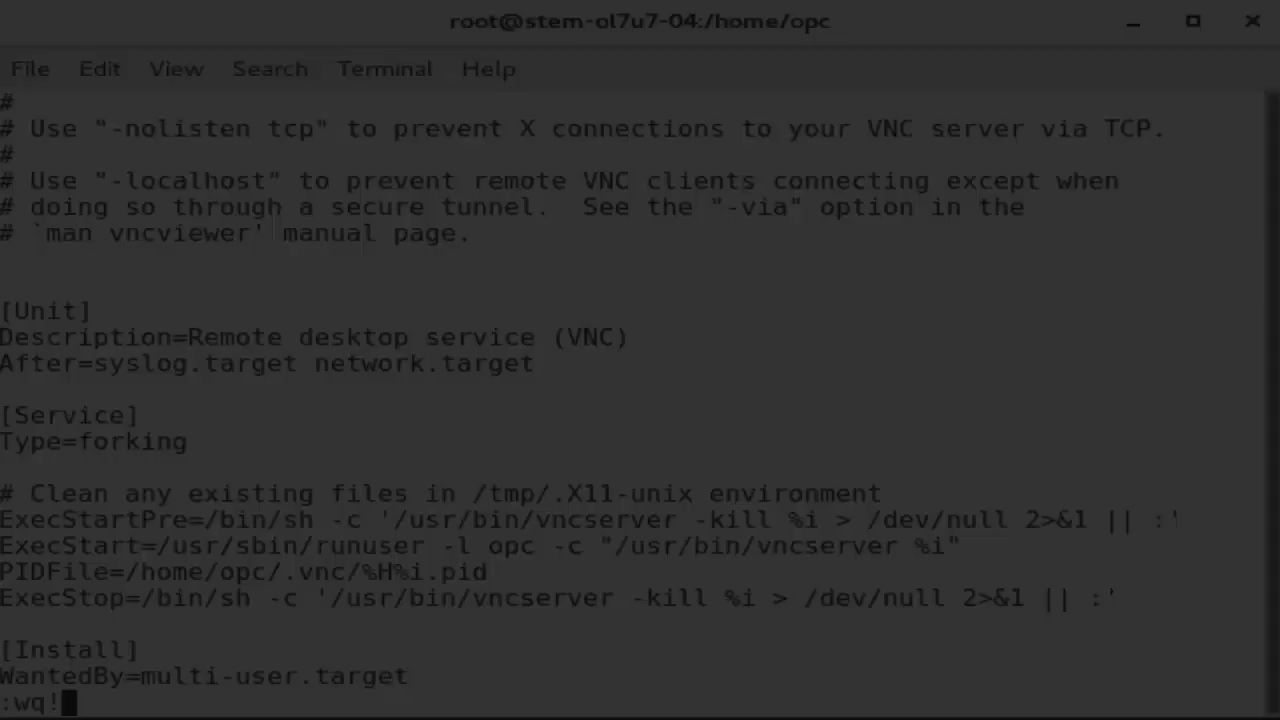 root@stem-ol7u7-04:/home/opc
File Edit View Search Terminal Help
#
# Use "-nolisten tcp" to prevent X connections to your VNC server via TCP.
#
# Use "-localhost" to prevent remote VNC clients connecting except when
# doing so through a secure tunnel.  See the "-via" option in the
# `man vncviewer' manual page.
[Unit]
Description=Remote desktop service (VNC)
After=syslog.target network.target
[Service]
Type=forking
# Clean any existing files in /tmp/.X11-unix environment
ExecStartPre=/bin/sh -c '/usr/bin/vncserver -kill %i > /dev/null 2>&1 || :'
ExecStart=/usr/sbin/runuser -l opc -c "/usr/bin/vncserver %i"
PIDFile=/home/opc/.vnc/%H%i.pid
ExecStop=/bin/sh -c '/usr/bin/vncserver -kill %i > /dev/null 2>&1 || :'
[Install]
WantedBy=multi-user.target
:wq!